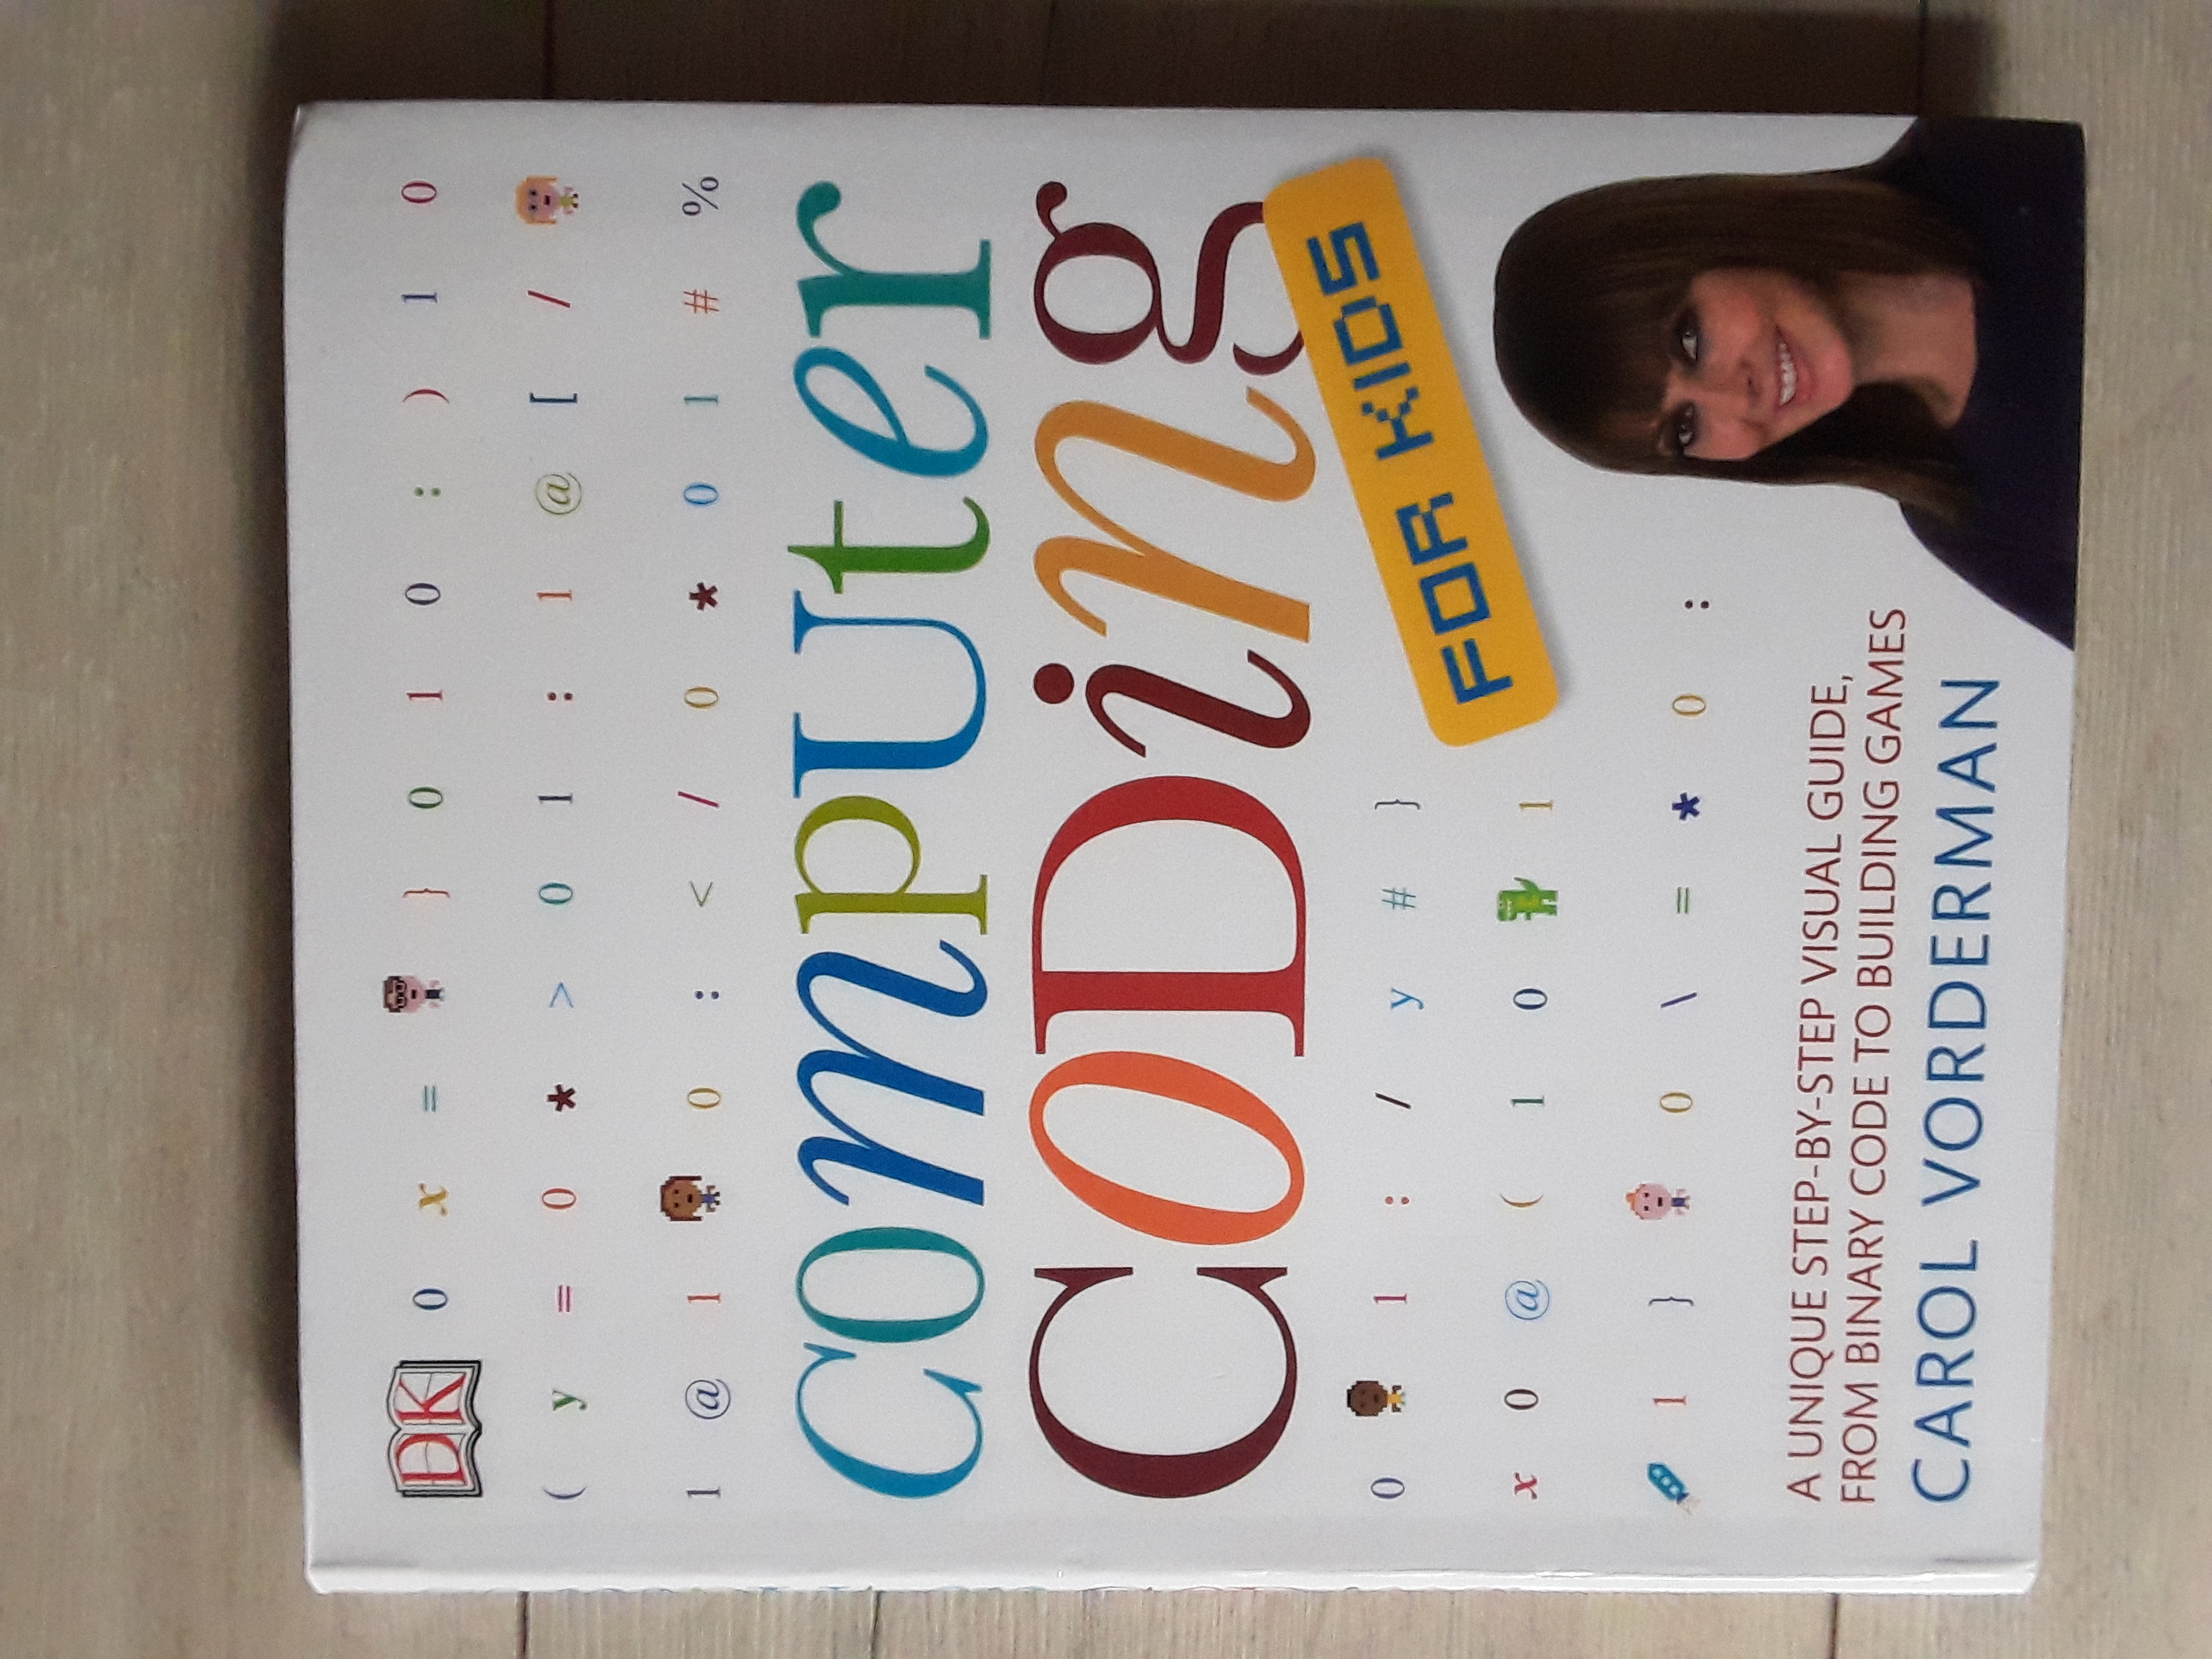 DK 0 x = } 0 1 0 : ) 1 0
( y = 0 * > 0 1 : 1 @ [ /
1 @ 1 0 : < / 0 * 0 1 # %
computer
CODing
FOR KIDS
0 1 : / y # }
x 0 @ ( 1 0 1
1 } 0 \ = * 0 :
A UNIQUE STEP-BY-STEP VISUAL GUIDE,
FROM BINARY CODE TO BUILDING GAMES
CAROL VORDERMAN